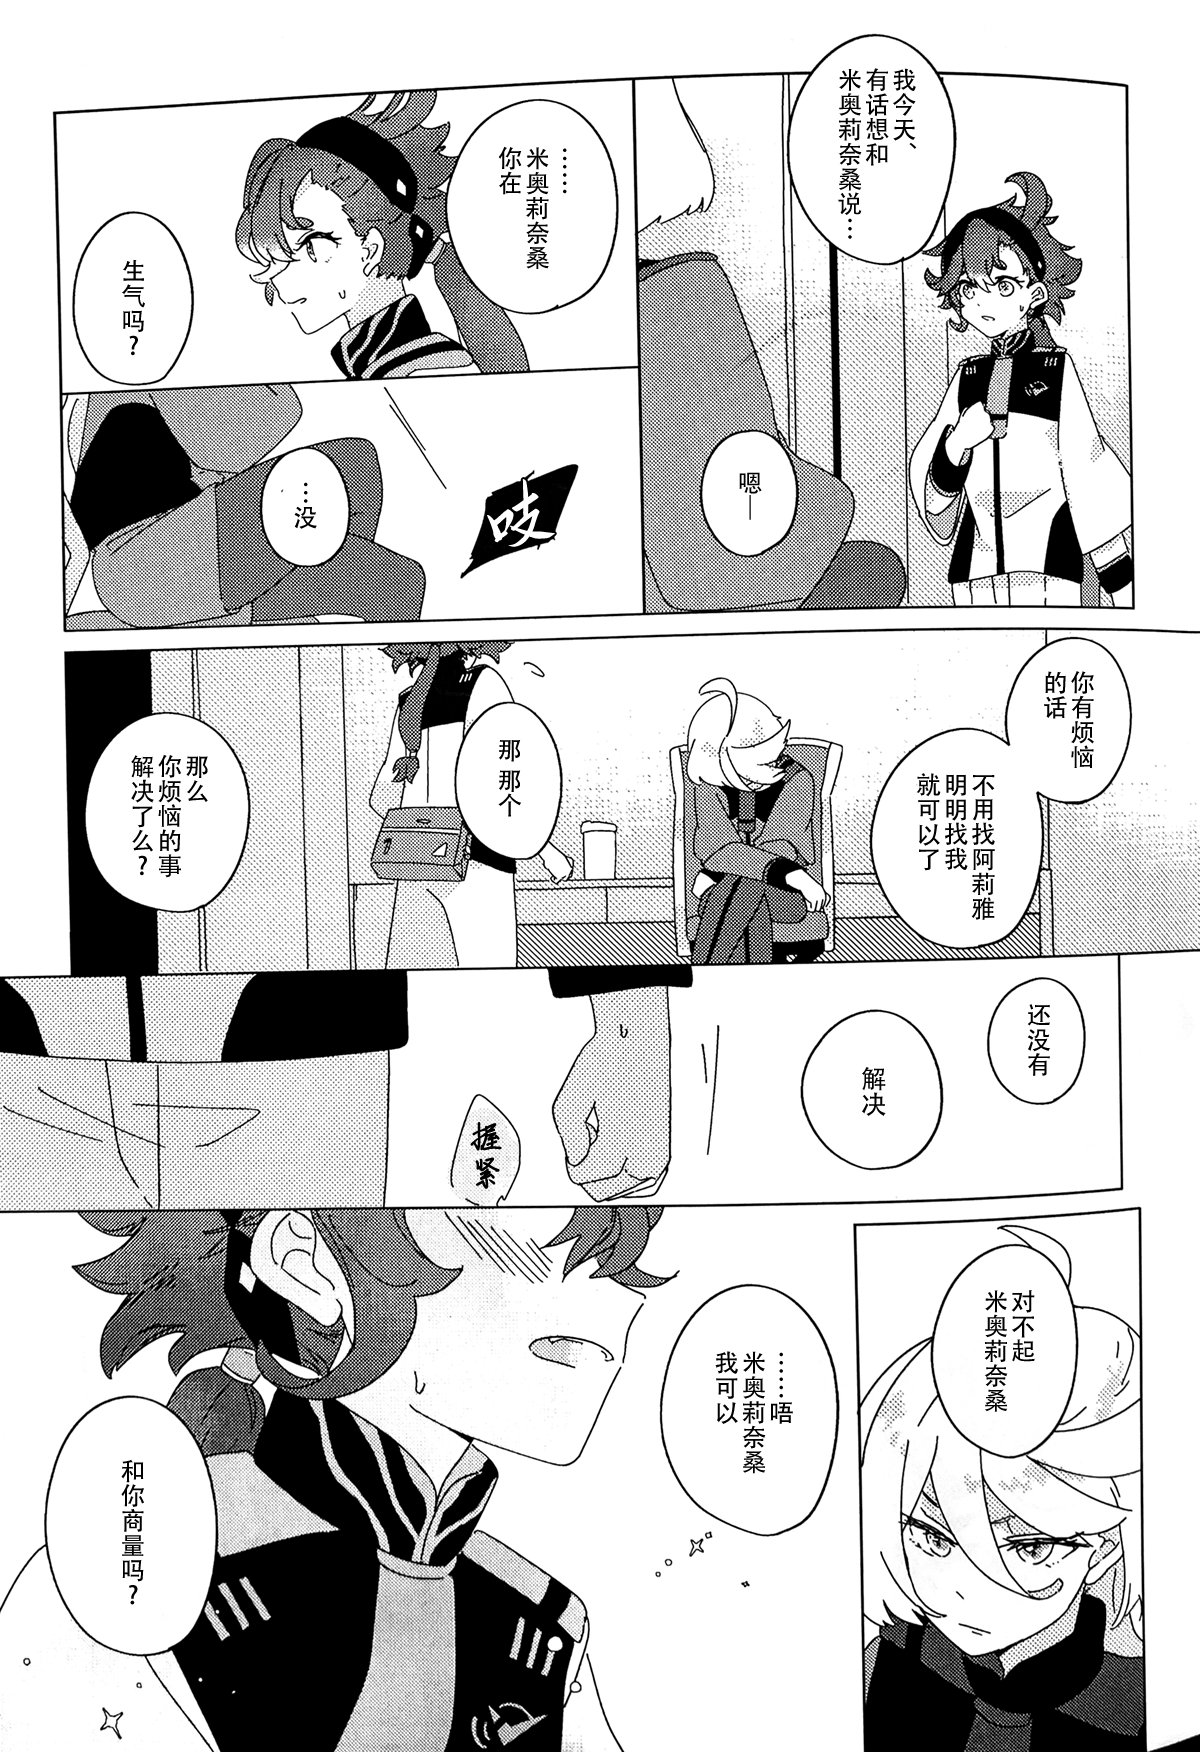 我今天、
有话想和
米奥莉奈桑说…
嗯—
……
米奥莉奈桑
你在
生气吗？
吱
…没
你有烦恼
的话
不用找阿莉雅
明明找我
就可以了
那
那个
那么
你烦恼的事
解决了么？
还没有
解决
握紧
对不起
米奥莉奈桑
……唔
米奥莉奈桑
我可以
和你商量吗？